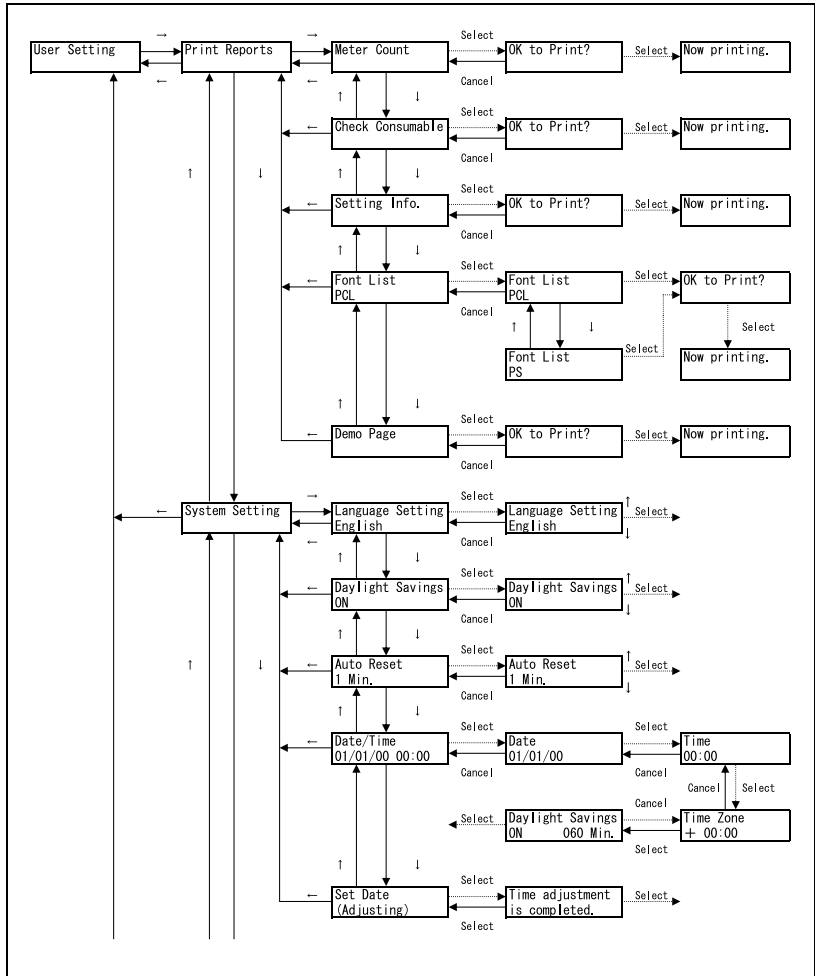 → → Select
User Setting Print Reports Meter Count OK to Print? Select Now printing.
← ← Cancel
↑ ↓ Select
← Check Consumable OK to Print? Select Now printing.
Cancel
↑ ↓ ↑ ↓ Select
← Setting Info. OK to Print? Select Now printing.
Cancel
↑ ↓ Select
← Font List Font List Select OK to Print?
PCL PCL
Cancel
↑ ↓ Select
Font List Select Now printing.
PS
↑ ↓ Select
← Demo Page OK to Print? Select Now printing.
Cancel
→ Select
← System Setting Language Setting Language Setting ↑ Select
English English ↓
← Cancel
↑ ↓ Select
← Daylight Savings Daylight Savings ↑ Select
ON ON ↓
Cancel
↑ ↓ Select
↑ ↓ ← Auto Reset Auto Reset ↑ Select
1 Min. 1 Min. ↓
Cancel
↑ ↓ Select Select
← Date/Time Date Time
01/01/00 00:00 01/01/00 00:00
Cancel Cancel
Cancel Select
Cancel
Select Daylight Savings Time Zone
ON 060 Min. + 00:00
Select
↑ ↓ Select
← Set Date Time adjustment Select
(Adjusting) is completed.
Select